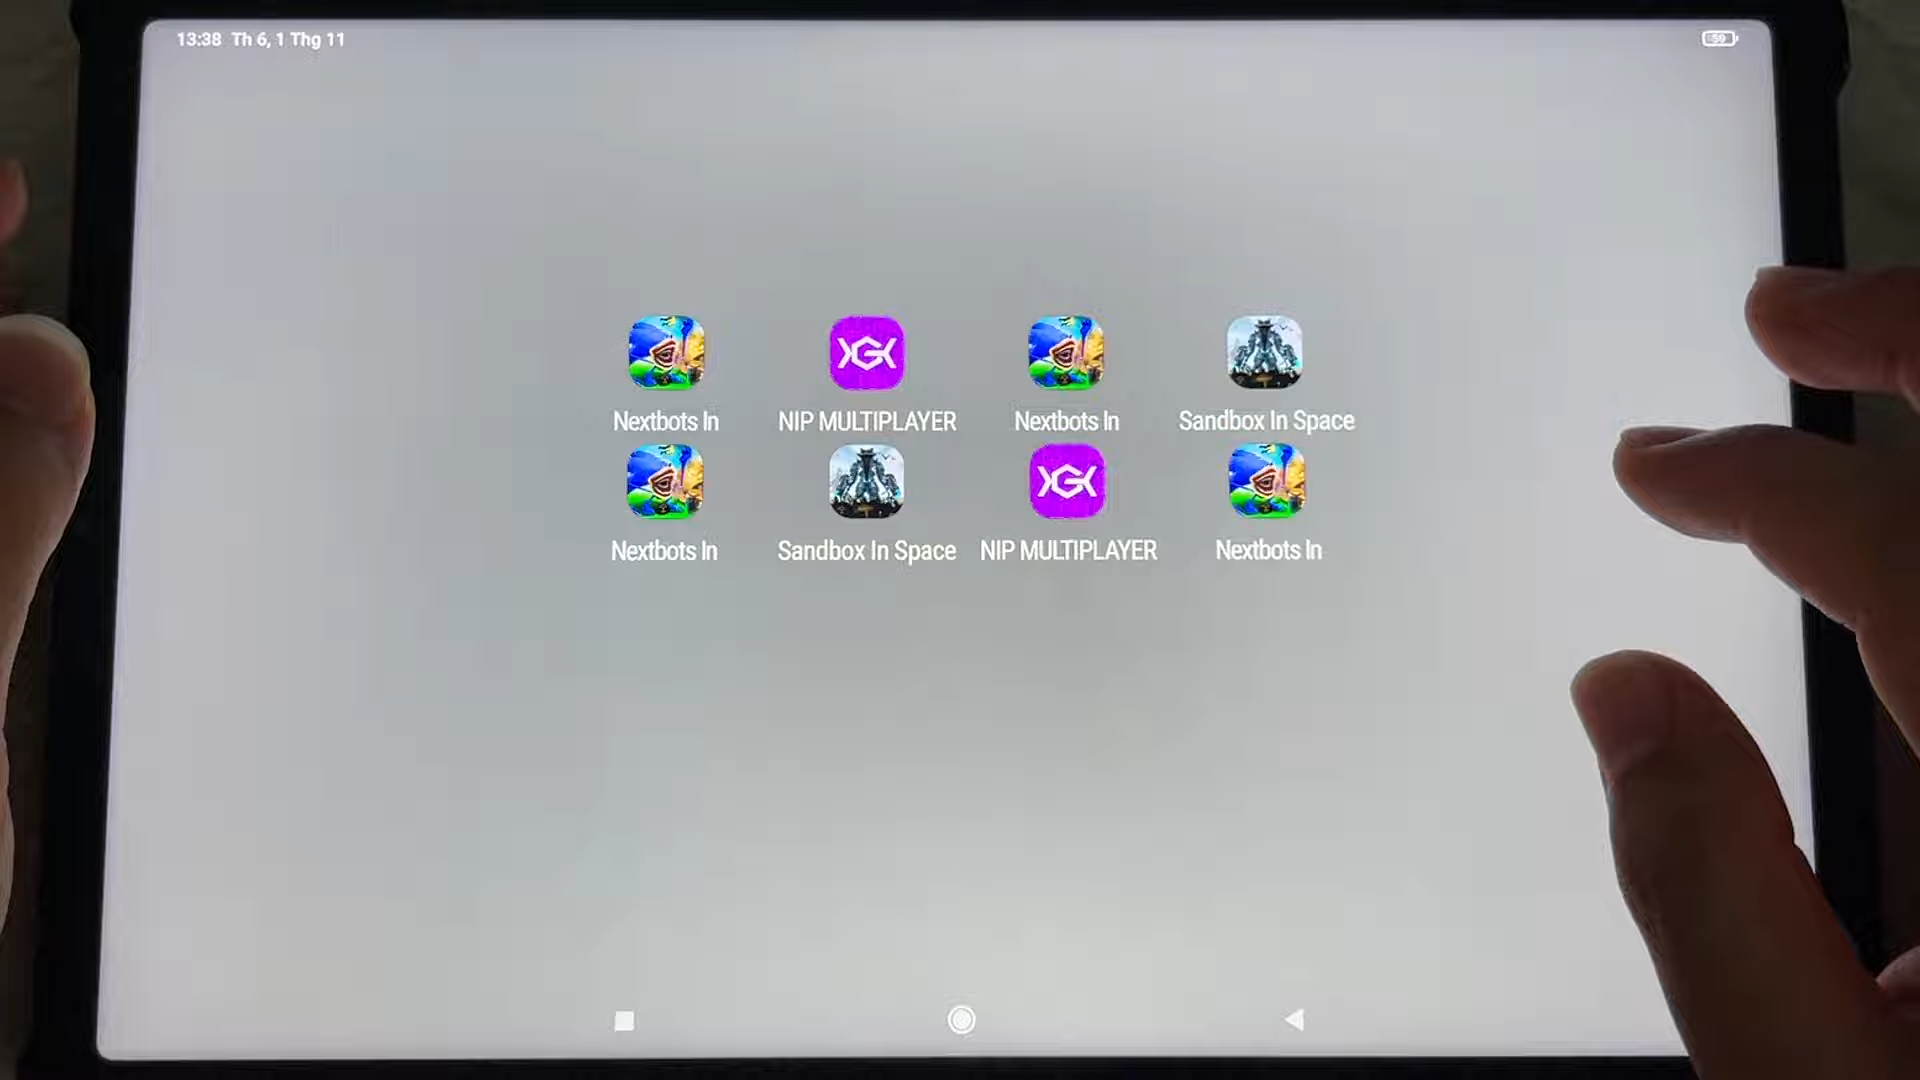 13:38 Th 6, 1 Thg 11
59
Nextbots In
NIP MULTIPLAYER
Nextbots In
Sandbox In Space
Nextbots In
Sandbox In Space
NIP MULTIPLAYER
Nextbots In